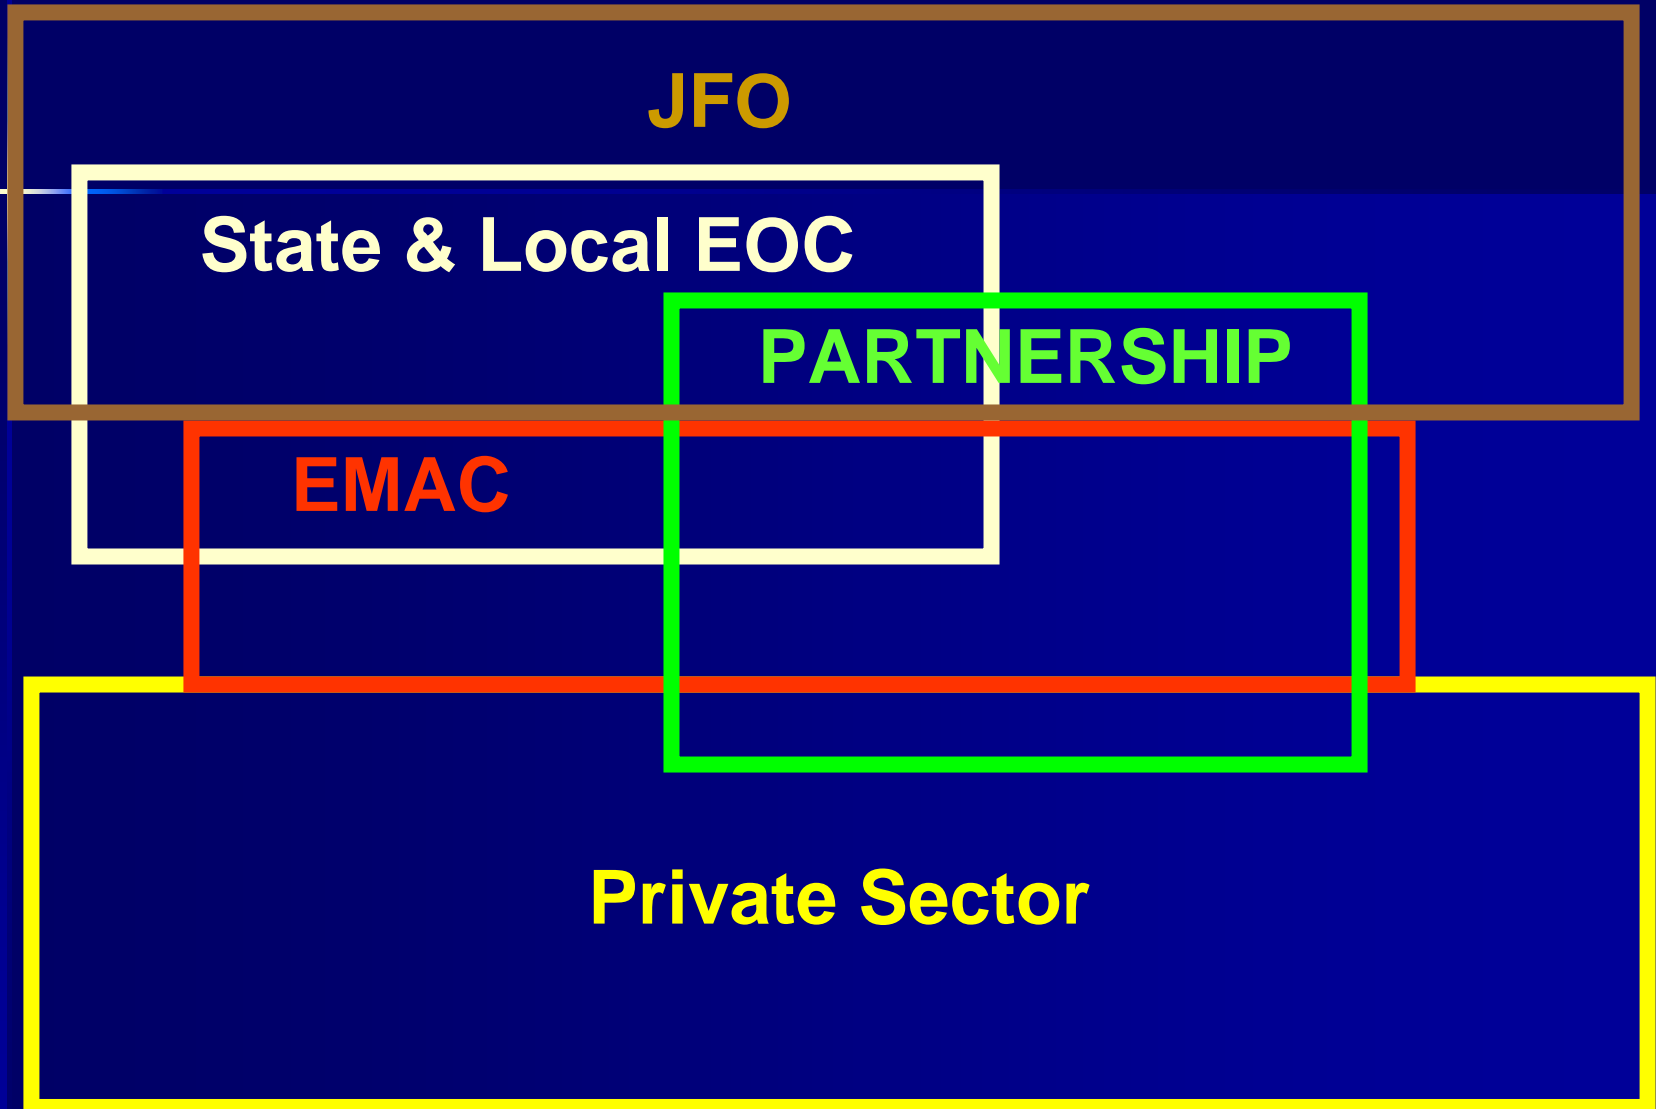 JFO
State & Local EOC
PARTNERSHIP
EMAC
Private Sector